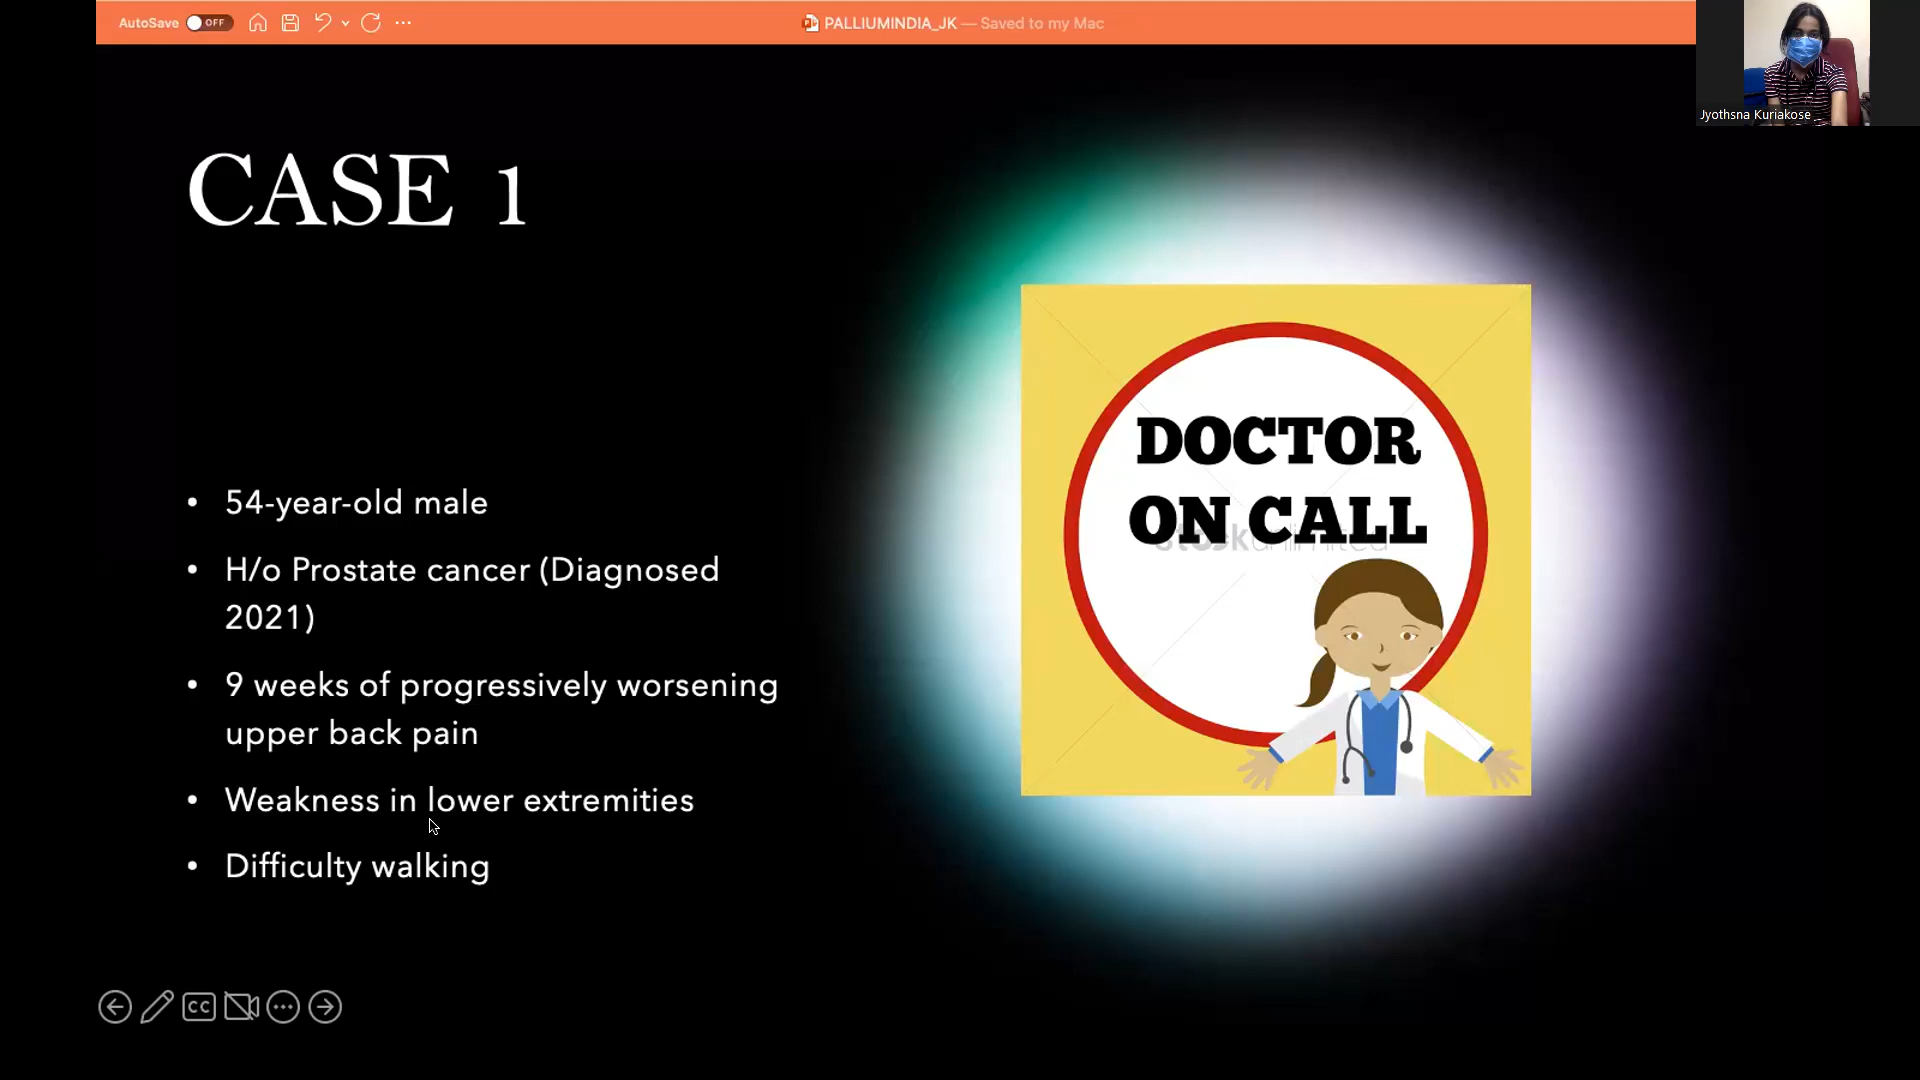 AutoSave OFF
PALLIUMINDIA_JK — Saved to my Mac
Jyothsna Kuriakose
CASE 1
• 54-year-old male
• H/o Prostate cancer (Diagnosed
2021)
• 9 weeks of progressively worsening
upper back pain
• Weakness in lower extremities
• Difficulty walking
DOCTOR
ON CALL
CC